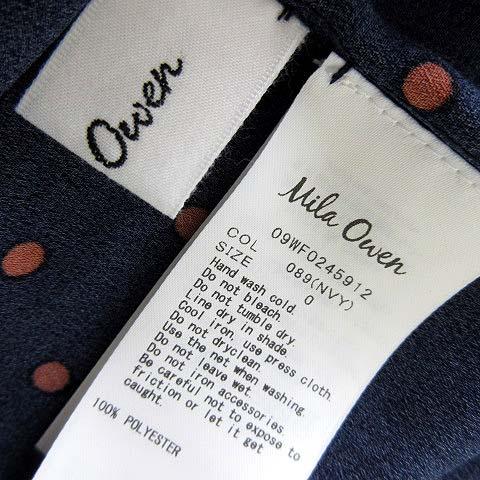 Owen
Mila Owen
09WF0245912
COL 089(NVY)
SIZE 0
Hand wash cold.
Do not bleach.
Do not tumble dry.
Line dry in shade.
Cool iron, use press cloth.
Do not dryclean.
Use the net when washing.
Do not leave wet.
Do not iron accessories.
Be careful not to expose to
friction or let it get
caught.
100% POLYESTER